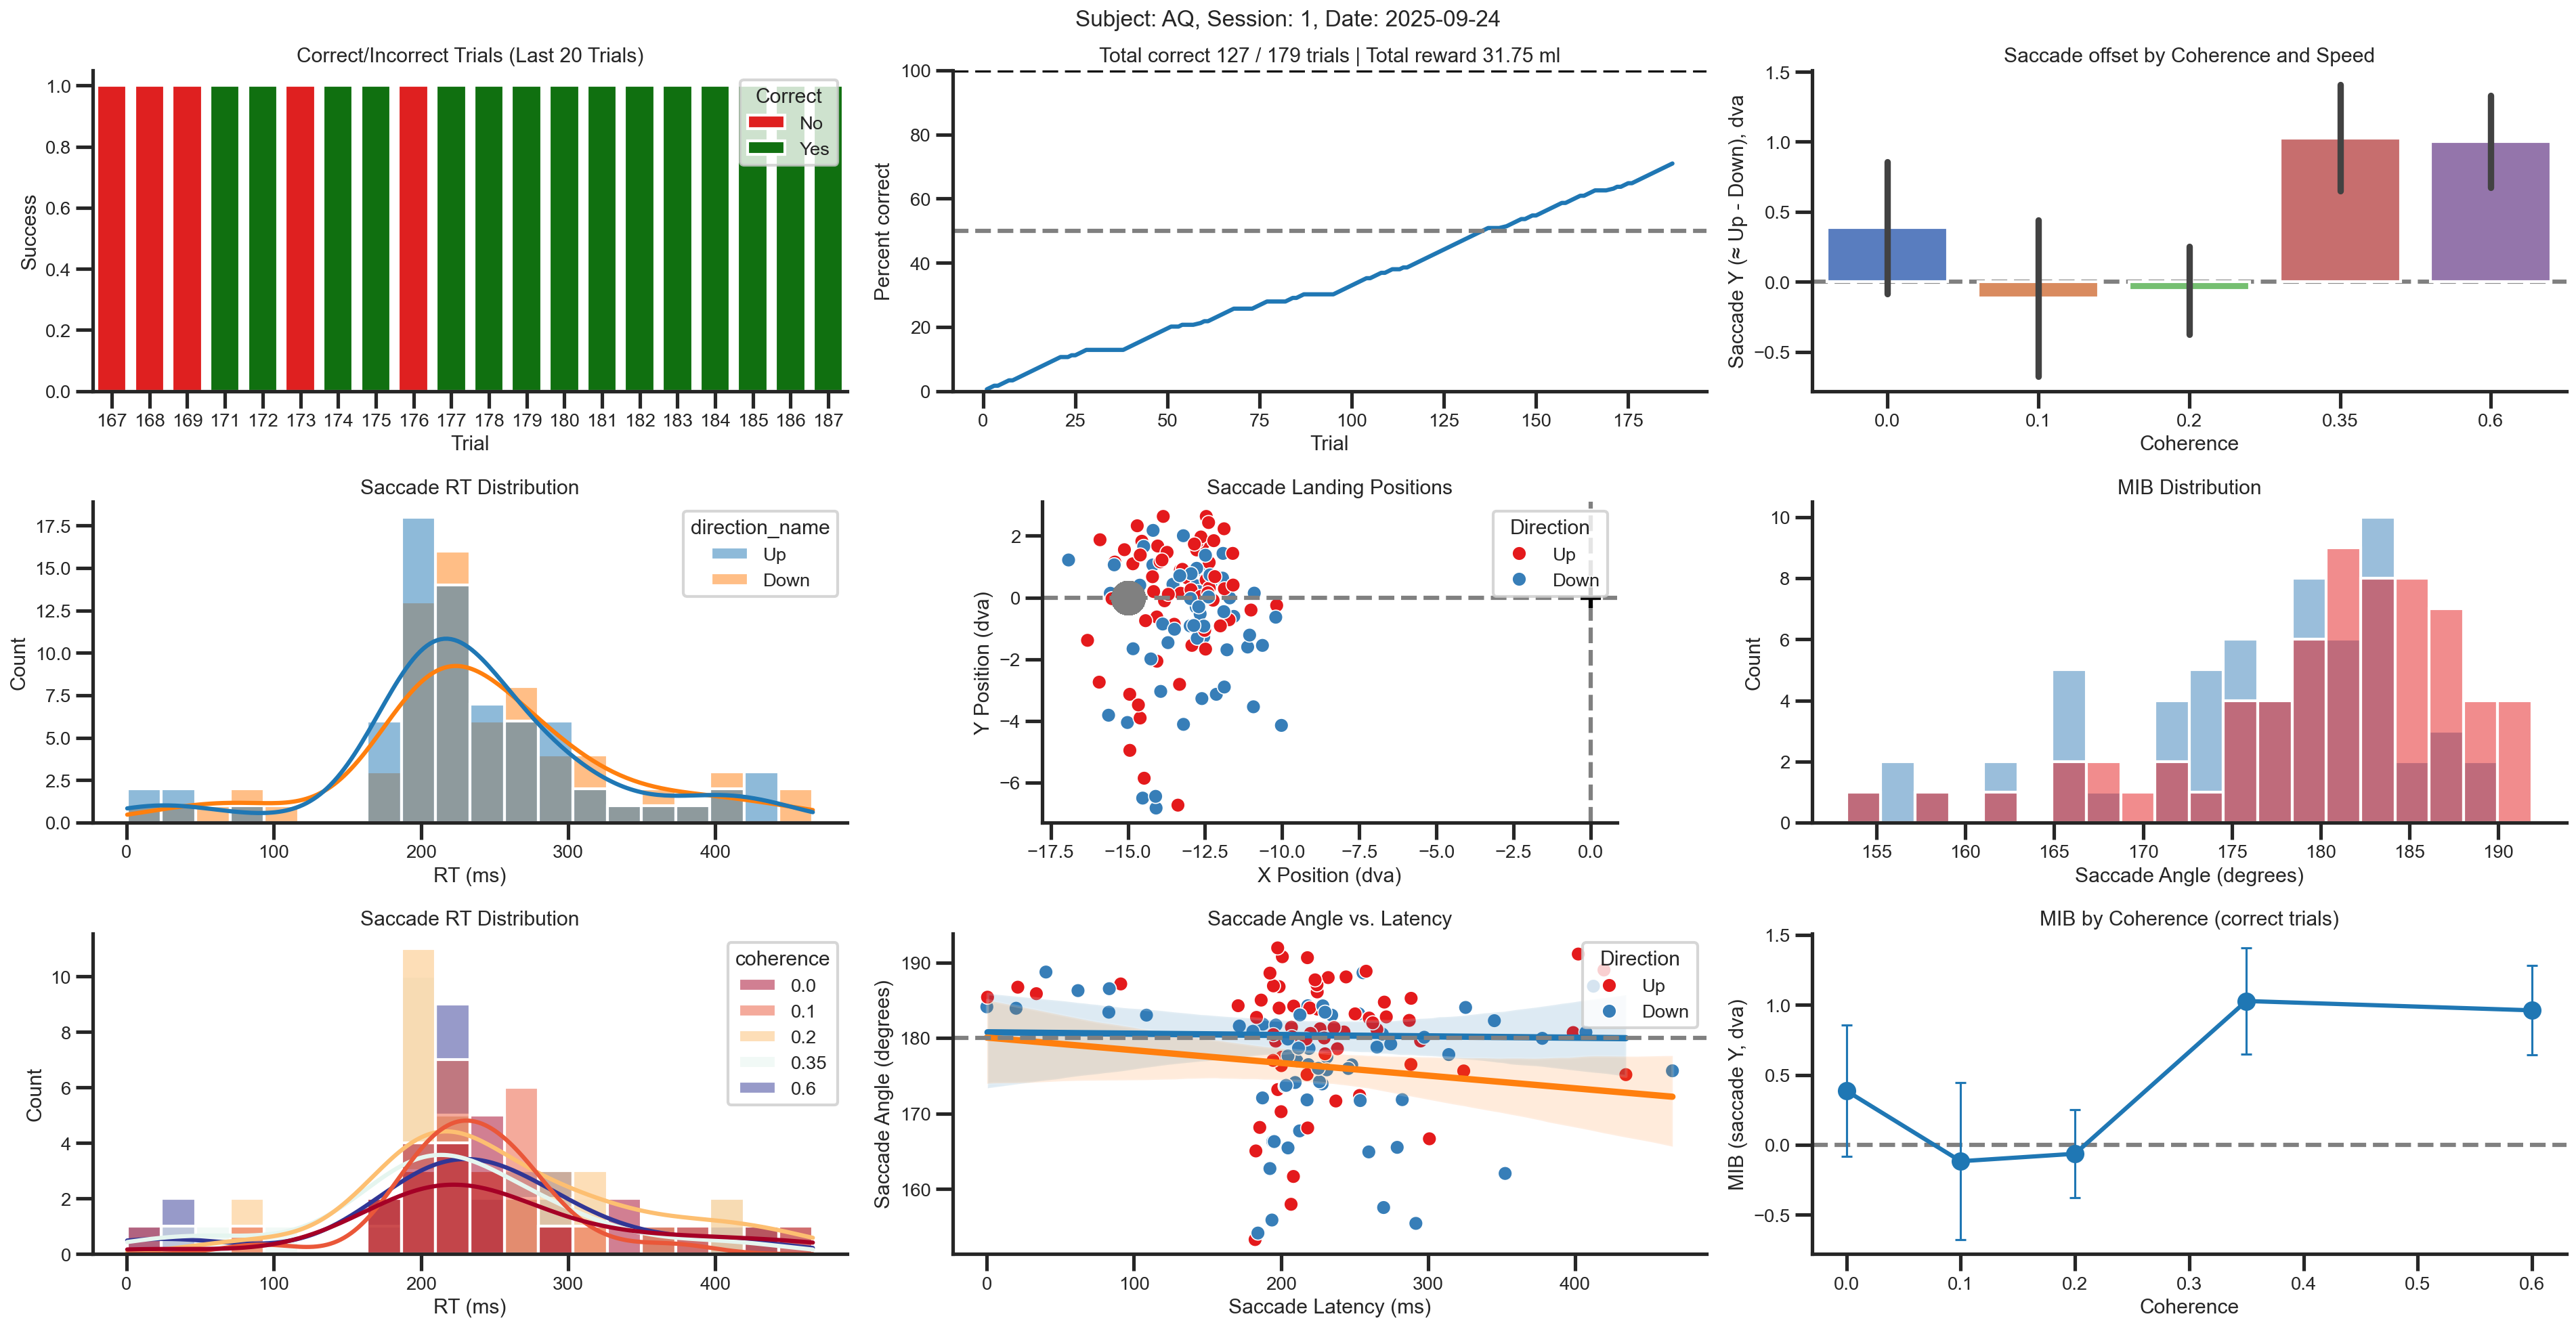 Subject: AQ, Session: 1, Date: 2025-09-24
Correct/Incorrect Trials (Last 20 Trials)
Success
1.0
0.8
0.6
0.4
0.2
0.0
Correct
No
Yes
167 168 169 171 172 173 174 175 176 177 178 179 180 181 182 183 184 185 186 187
Trial
Total correct 127 / 179 trials | Total reward 31.75 ml
Percent correct
100
80
60
40
20
0
0 25 50 75 100 125 150 175
Trial
Saccade offset by Coherence and Speed
Saccade Y (≈ Up - Down), dva
1.5
1.0
0.5
0.0
−0.5
0.0 0.1 0.2 0.35 0.6
Coherence
Saccade RT Distribution
Count
17.5
15.0
12.5
10.0
7.5
5.0
2.5
0.0
direction_name
Up
Down
0 100 200 300 400
RT (ms)
Saccade Landing Positions
Y Position (dva)
2
0
−2
−4
−6
Direction
Up
Down
−17.5 −15.0 −12.5 −10.0 −7.5 −5.0 −2.5 0.0
X Position (dva)
MIB Distribution
Count
10
8
6
4
2
0
155 160 165 170 175 180 185 190
Saccade Angle (degrees)
Saccade RT Distribution
Count
10
8
6
4
2
0
coherence
0.0
0.1
0.2
0.35
0.6
0 100 200 300 400
RT (ms)
Saccade Angle vs. Latency
Saccade Angle (degrees)
190
180
170
160
Direction
Up
Down
0 100 200 300 400
Saccade Latency (ms)
MIB by Coherence (correct trials)
MIB (saccade Y, dva)
1.5
1.0
0.5
0.0
−0.5
0.0 0.1 0.2 0.3 0.4 0.5 0.6
Coherence